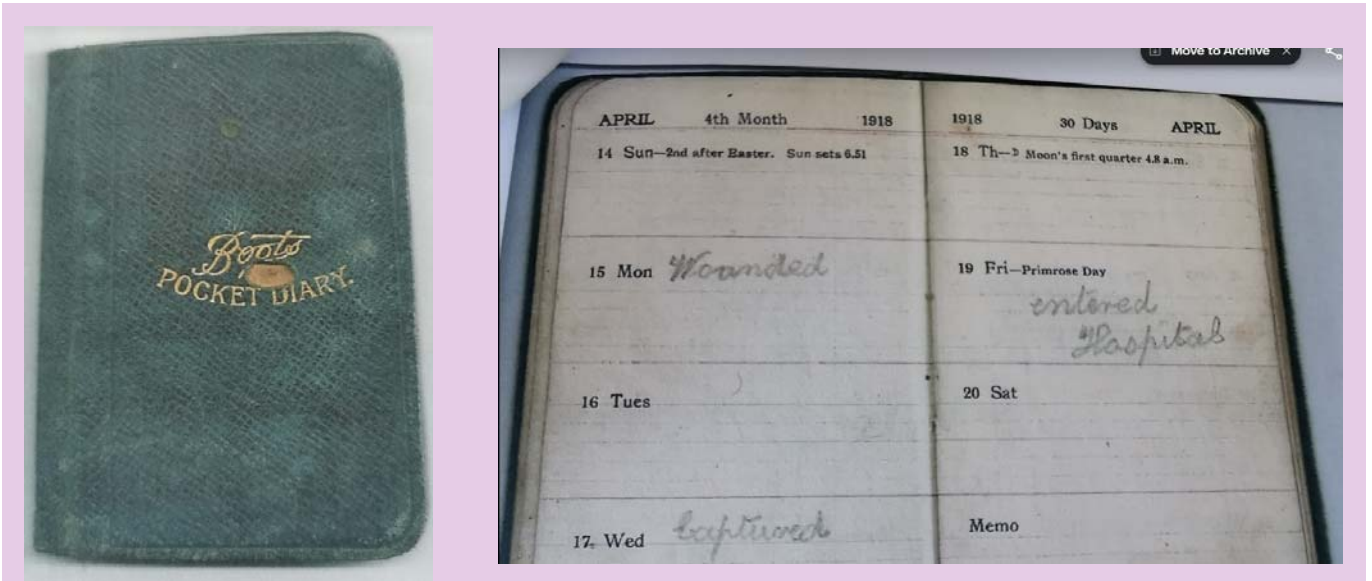 Boots
POCKET DIARY.
Move to Archive ×
APRIL 4th Month 1918
14 Sun—2nd after Easter. Sun sets 6.51
15 Mon Wounded
16 Tues
17. Wed Captured
1918 30 Days APRIL
18 Th—☽ Moon's first quarter 4.8 a.m.
19 Fri—Primrose Day
entered
Hospital
20 Sat
Memo